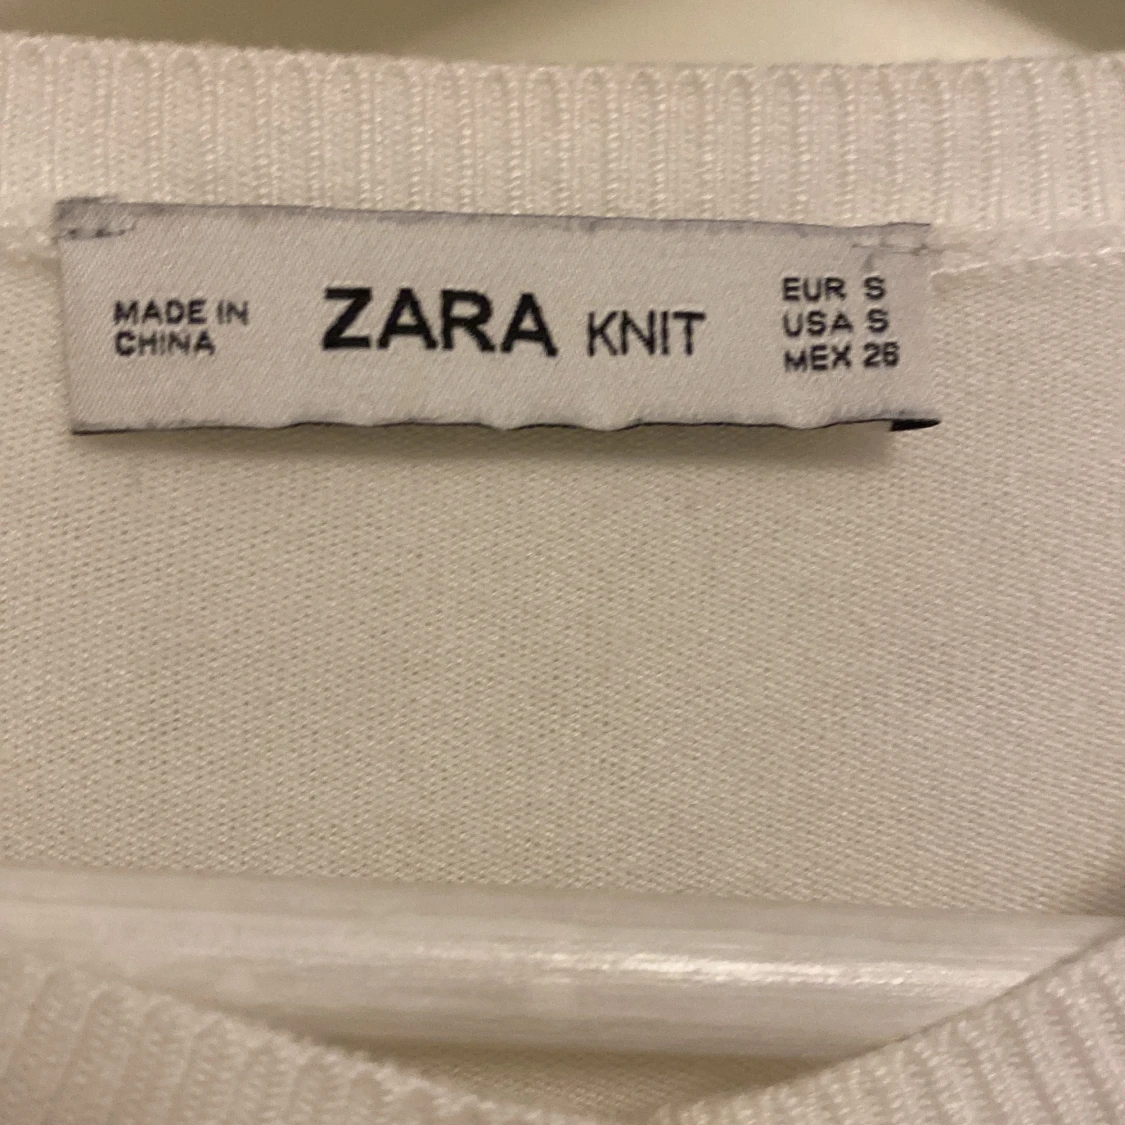 MADE IN
CHINA
ZARA KNIT
EUR S
USA S
MEX 26